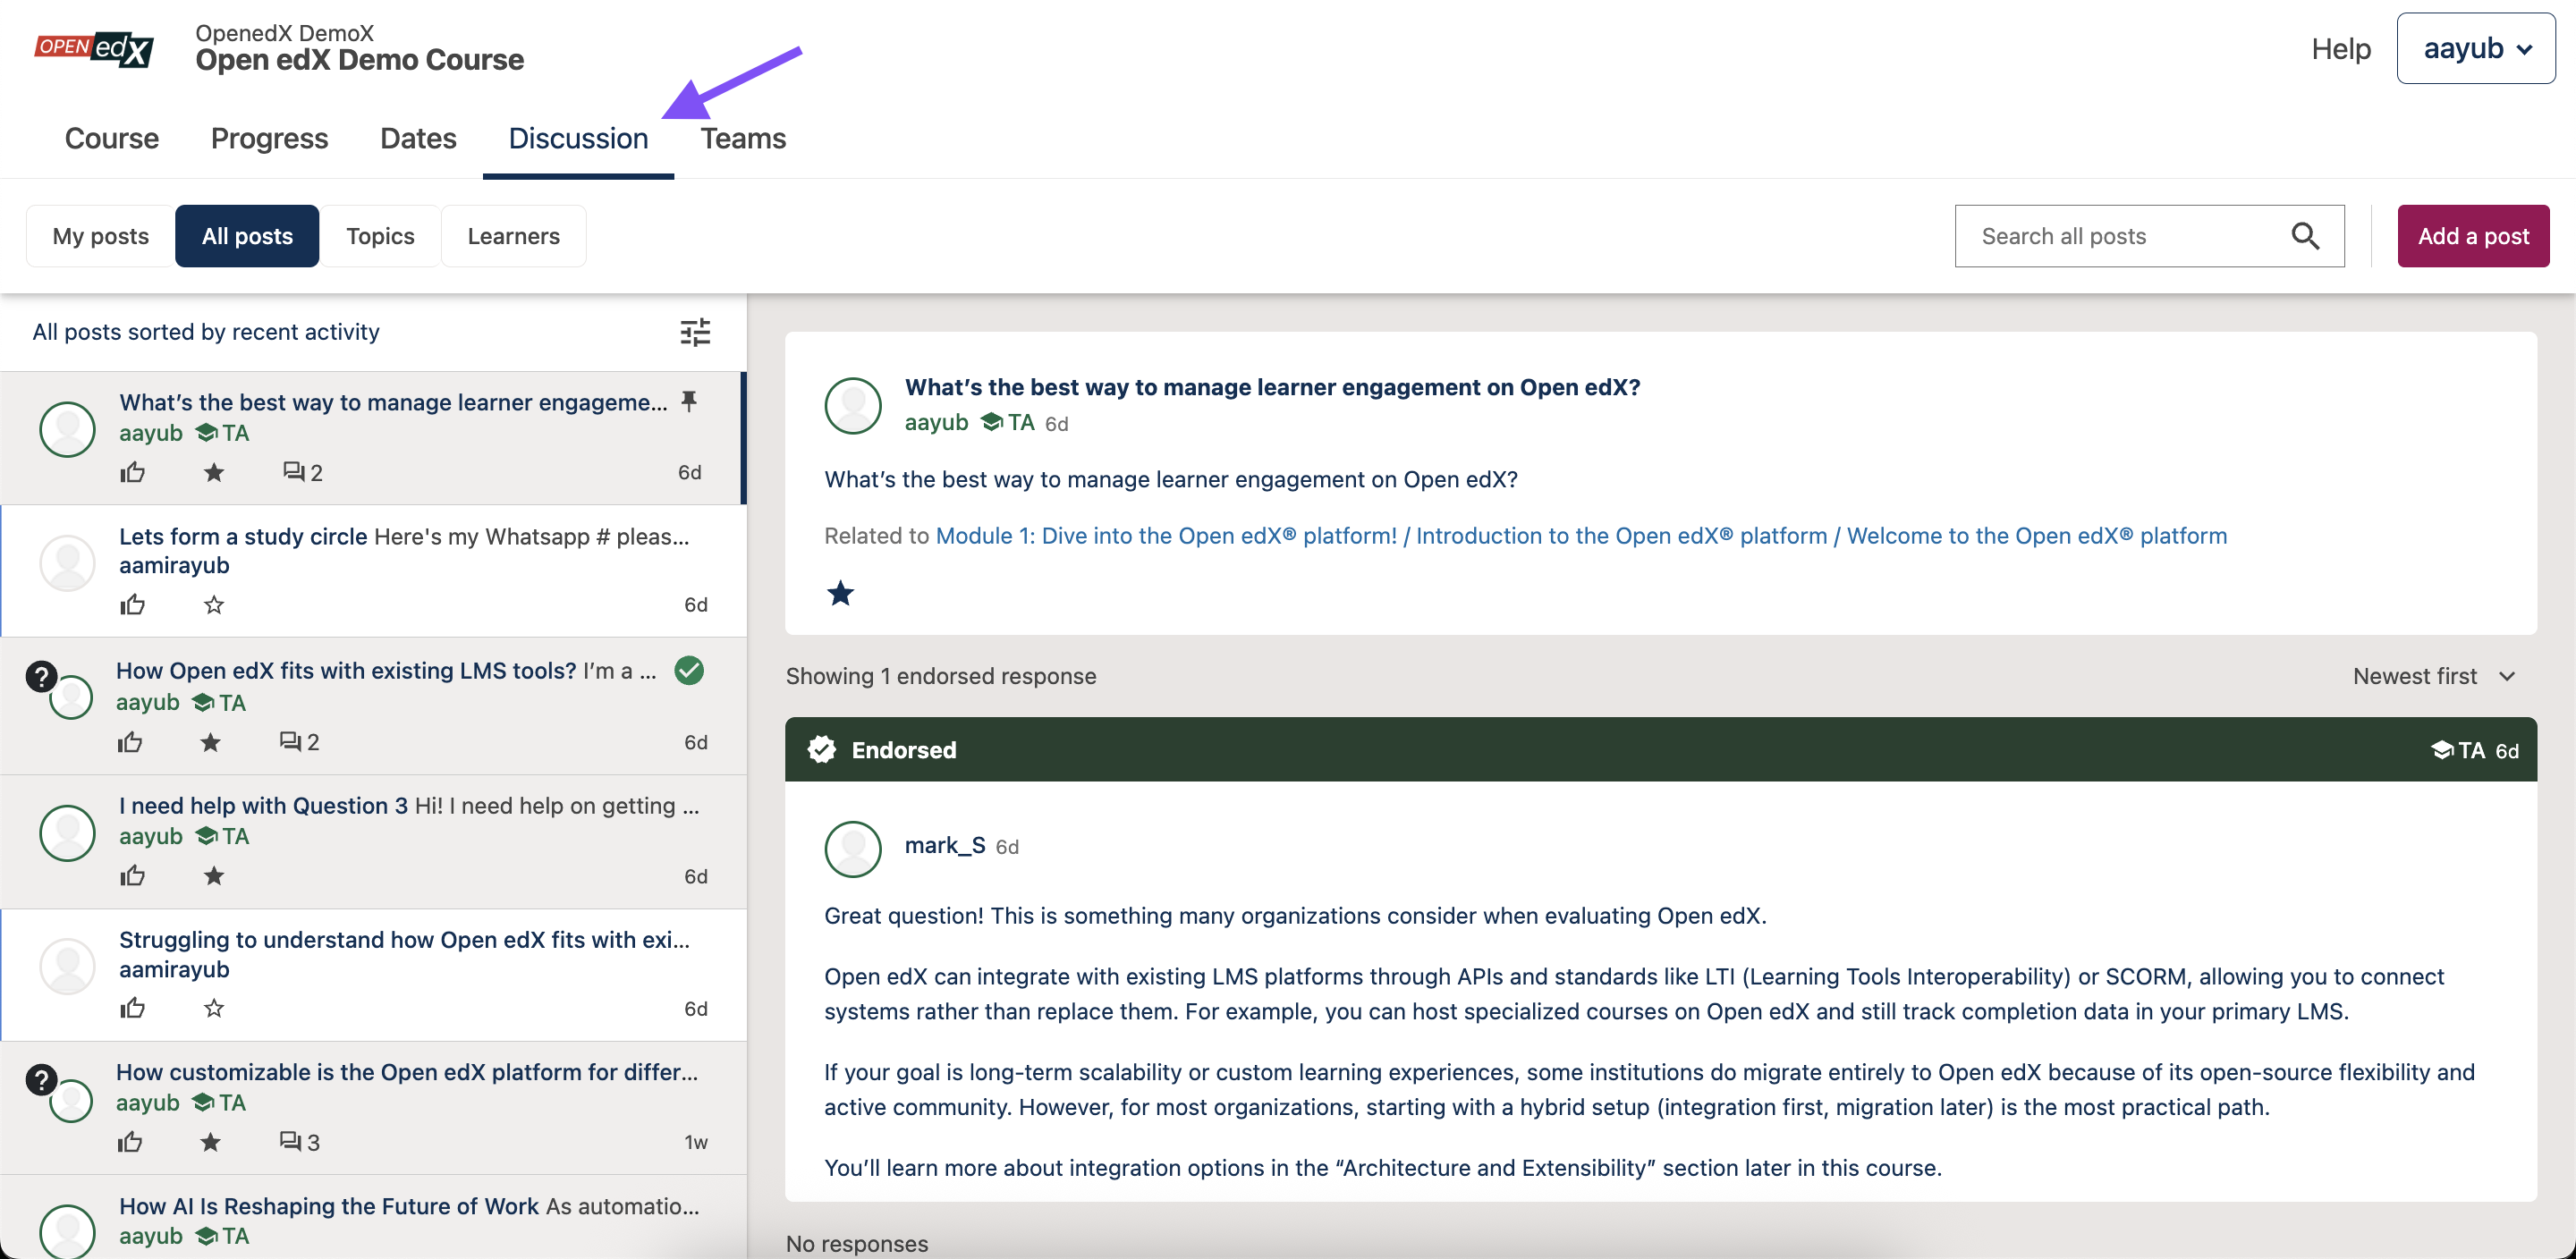 OPEN edX
OpenedX DemoX
Open edX Demo Course
Help
aayub
Course
Progress
Dates
Discussion
Teams
My posts
All posts
Topics
Learners
Search all posts
Add a post
All posts sorted by recent activity
What’s the best way to manage learner engageme...
aayub TA
2
6d
Lets form a study circle Here's my Whatsapp # pleas...
aamirayub
6d
?
How Open edX fits with existing LMS tools? I’m a ...
aayub TA
2
6d
I need help with Question 3 Hi! I need help on getting ...
aayub TA
6d
Struggling to understand how Open edX fits with exi...
aamirayub
6d
?
How customizable is the Open edX platform for differ...
aayub TA
3
1w
How AI Is Reshaping the Future of Work As automatio...
aayub TA
What’s the best way to manage learner engagement on Open edX?
aayub TA 6d
What’s the best way to manage learner engagement on Open edX?
Related to Module 1: Dive into the Open edX® platform! / Introduction to the Open edX® platform / Welcome to the Open edX® platform
Showing 1 endorsed response
Newest first
Endorsed
TA 6d
mark_S 6d
Great question! This is something many organizations consider when evaluating Open edX.
Open edX can integrate with existing LMS platforms through APIs and standards like LTI (Learning Tools Interoperability) or SCORM, allowing you to connect
systems rather than replace them. For example, you can host specialized courses on Open edX and still track completion data in your primary LMS.
If your goal is long-term scalability or custom learning experiences, some institutions do migrate entirely to Open edX because of its open-source flexibility and
active community. However, for most organizations, starting with a hybrid setup (integration first, migration later) is the most practical path.
You’ll learn more about integration options in the “Architecture and Extensibility” section later in this course.
No responses